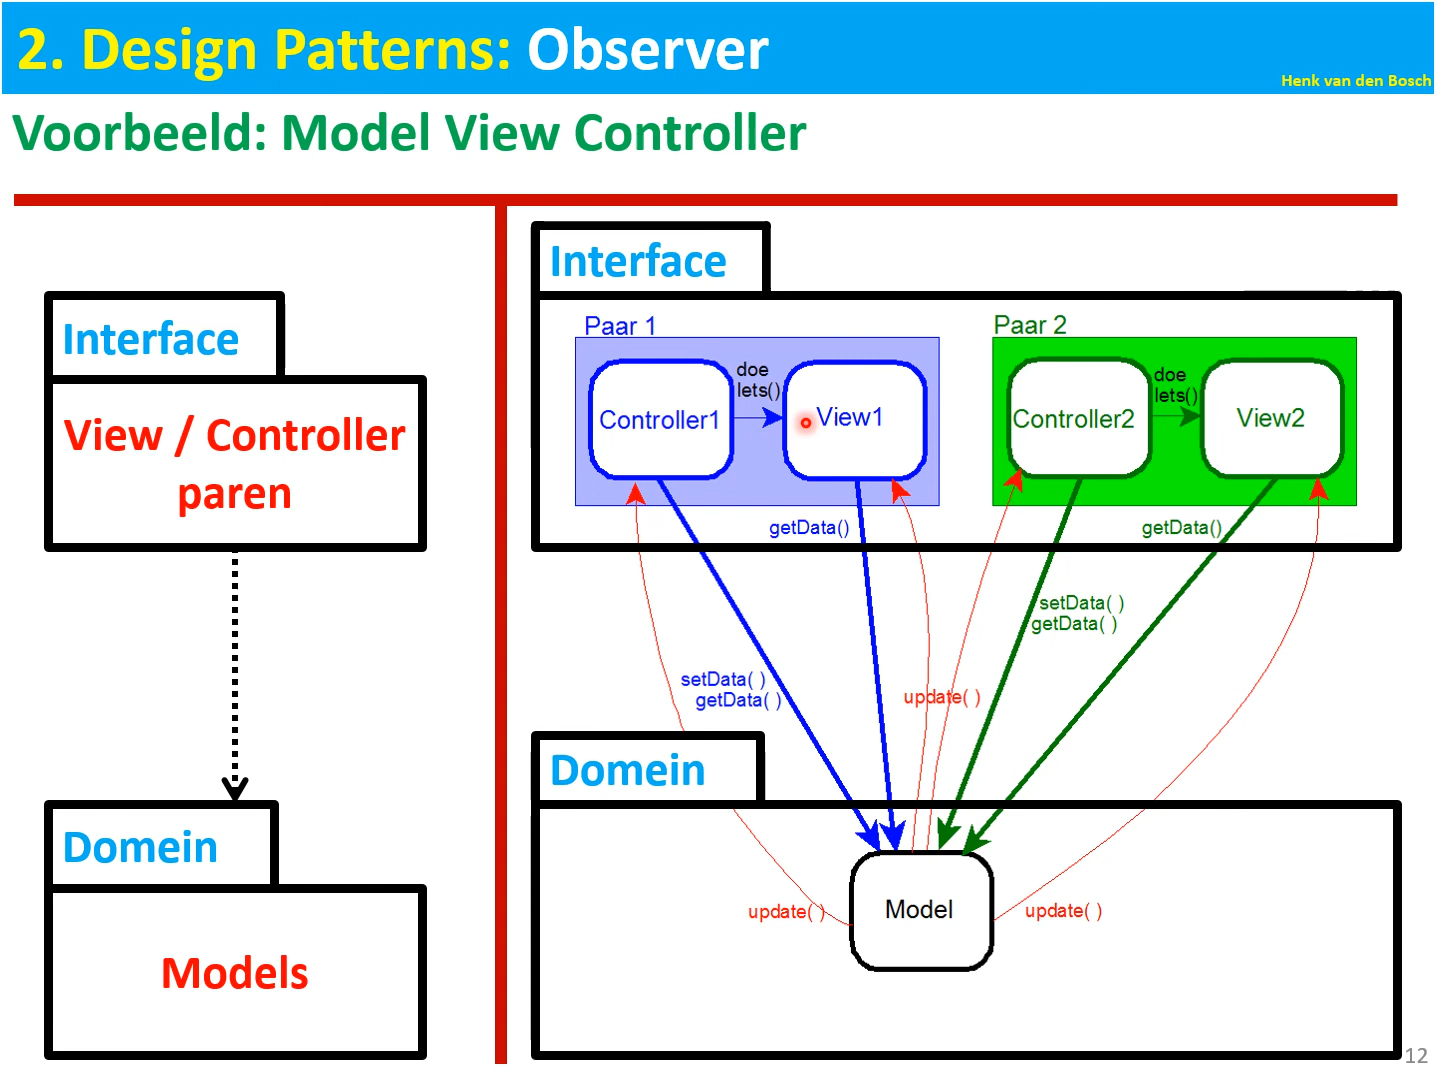 2. Design Patterns: Observer
Henk van den Bosch
Voorbeeld: Model View Controller
Interface
View / Controller
paren
Domein
Models
Interface
Paar 1
Controller1
doe
lets()
View1
getData()
Paar 2
Controller2
doe
lets()
View2
getData()
setData( )
getData( )
setData( )
getData( )
update( )
Domein
update( )
Model
update( )
12